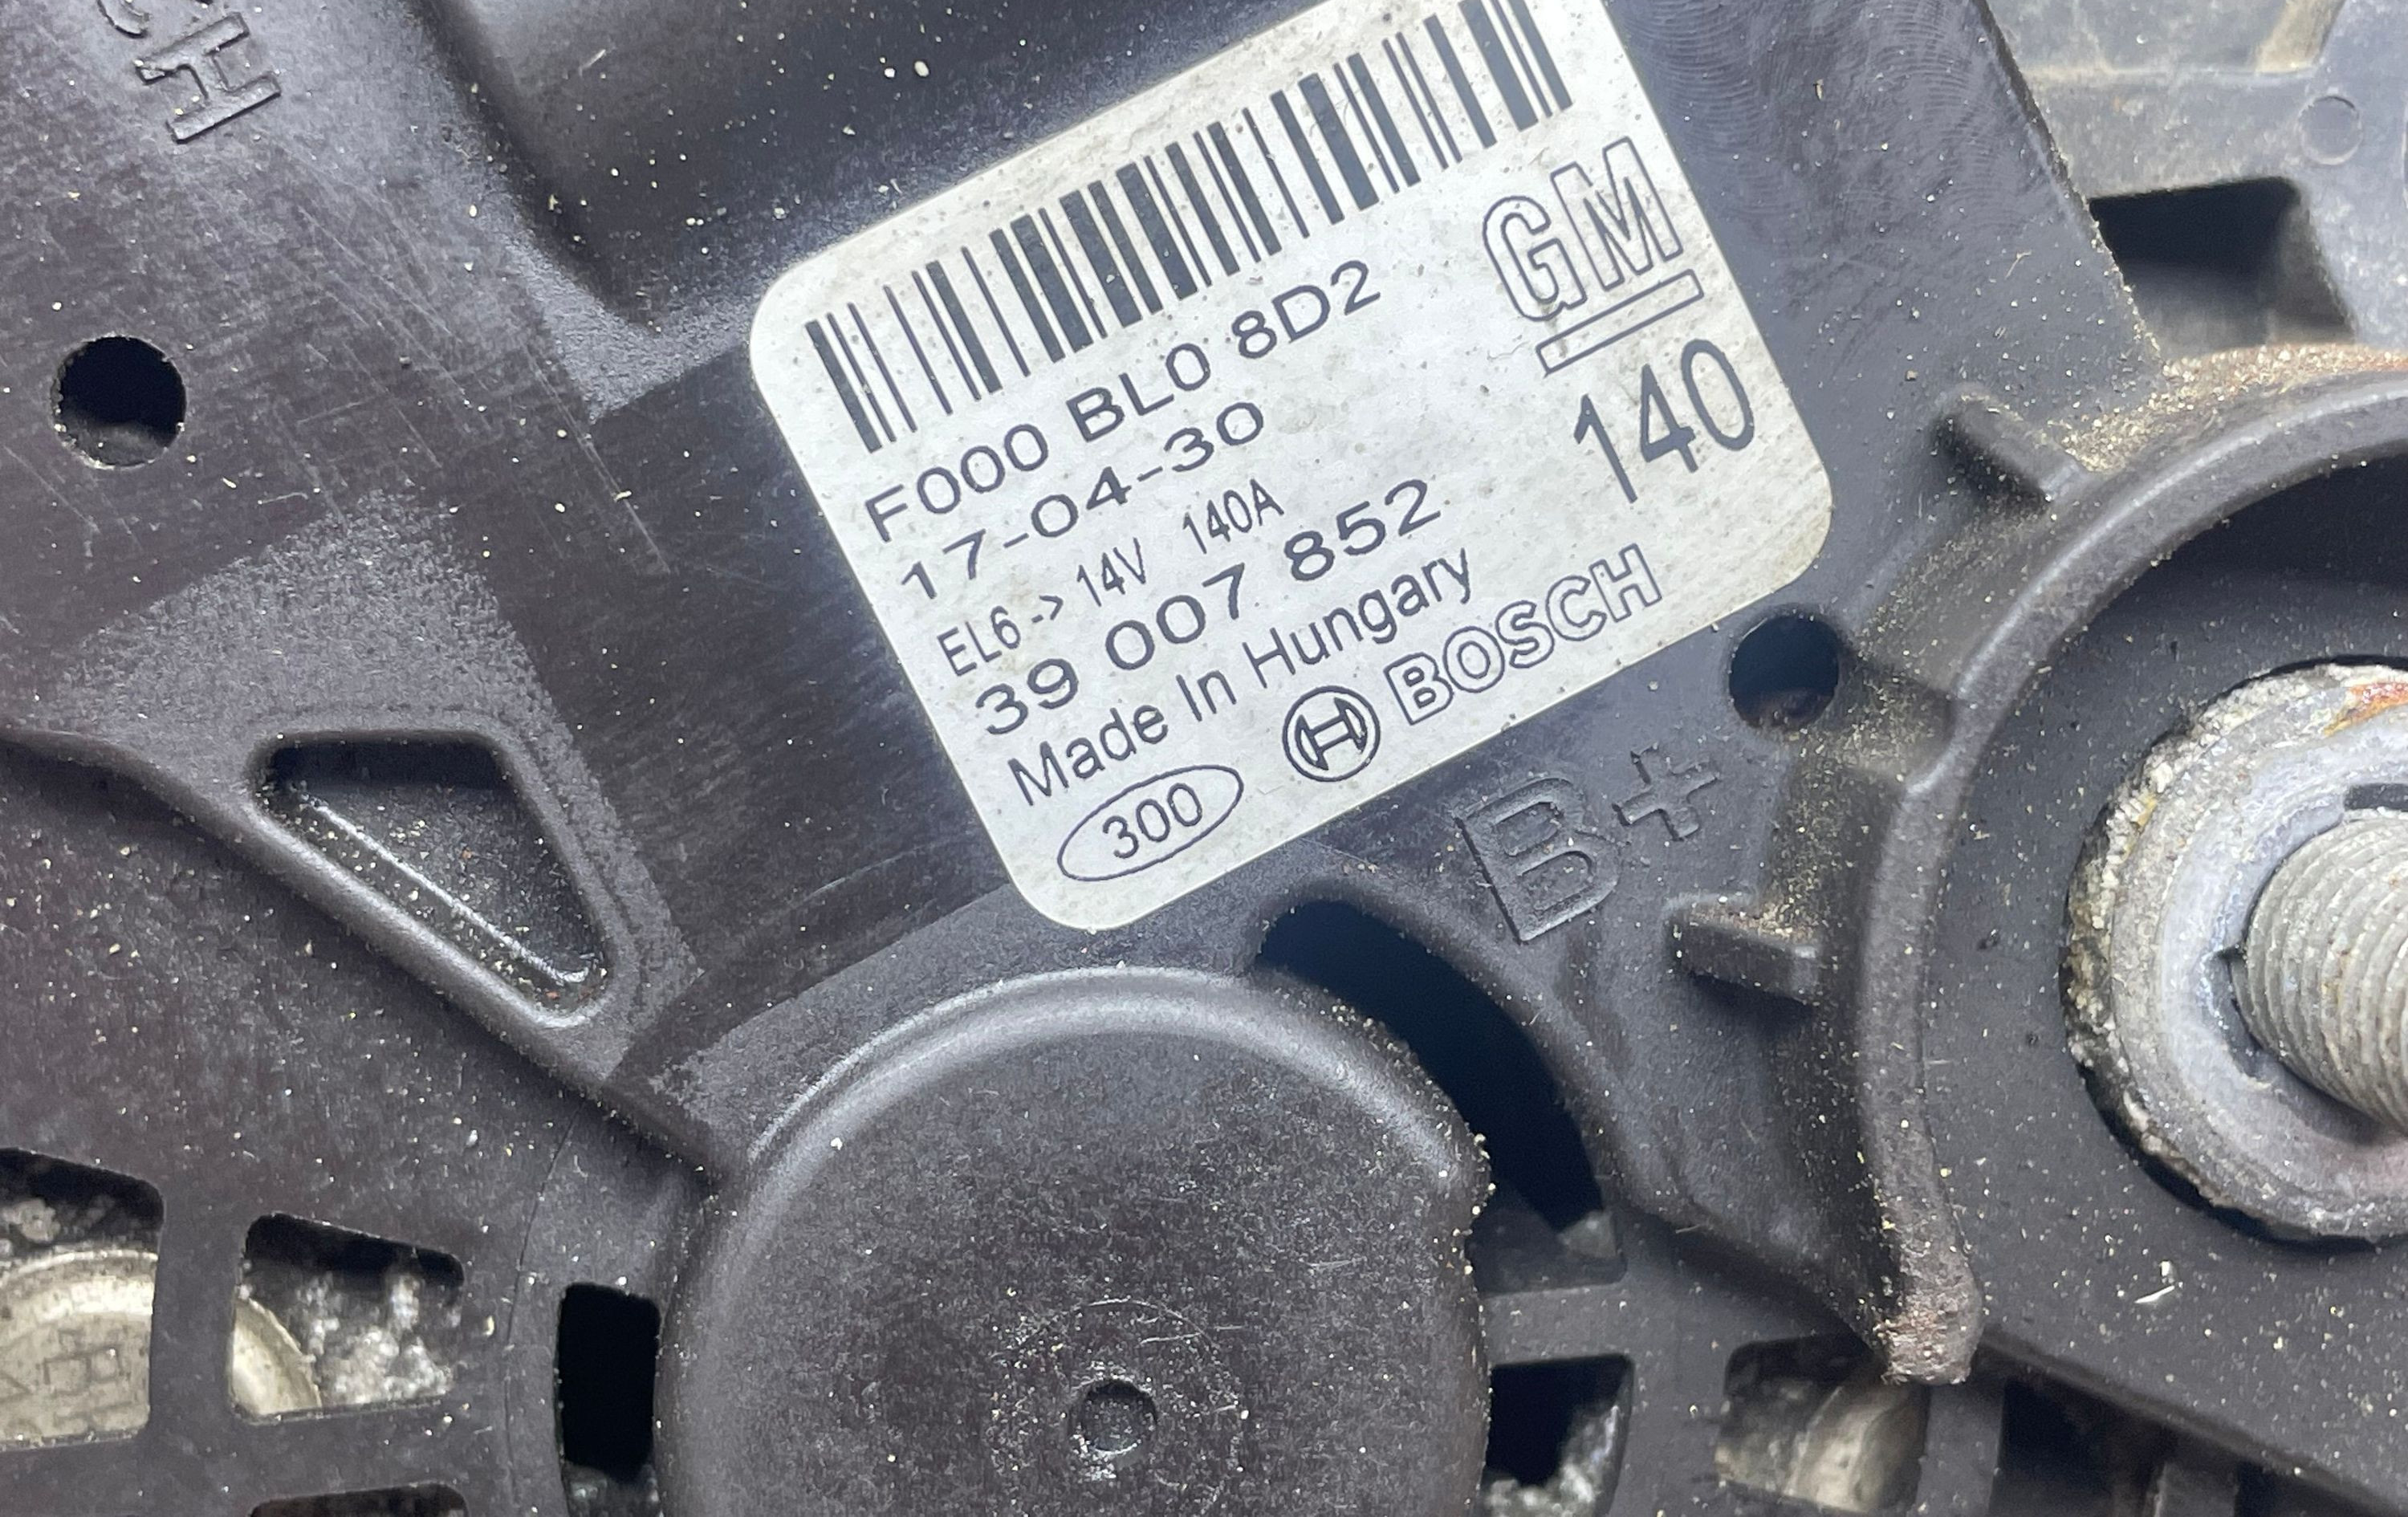 CH
GM
F000 BL0 8D2
140
17-04-30
EL6 -> 14V 140A
39 007 852
Made In Hungary
300
BOSCH
B+